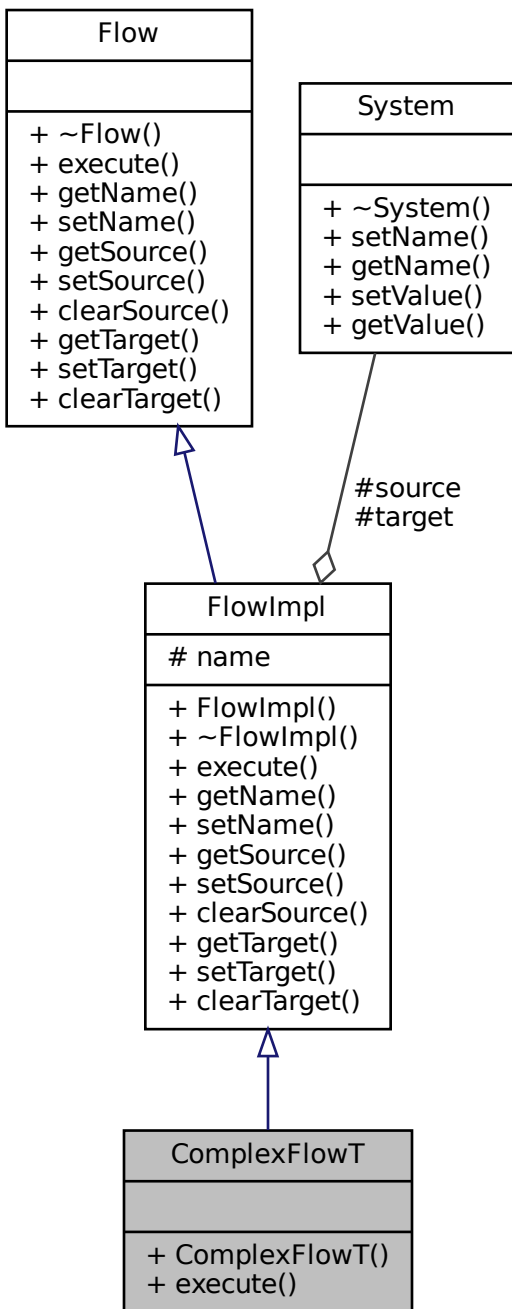 Flow
+ ~Flow()
+ execute()
+ getName()
+ setName()
+ getSource()
+ setSource()
+ clearSource()
+ getTarget()
+ setTarget()
+ clearTarget()
System
+ ~System()
+ setName()
+ getName()
+ setValue()
+ getValue()
#source
#target
FlowImpl
# name
+ FlowImpl()
+ ~FlowImpl()
+ execute()
+ getName()
+ setName()
+ getSource()
+ setSource()
+ clearSource()
+ getTarget()
+ setTarget()
+ clearTarget()
ComplexFlowT
+ ComplexFlowT()
+ execute()